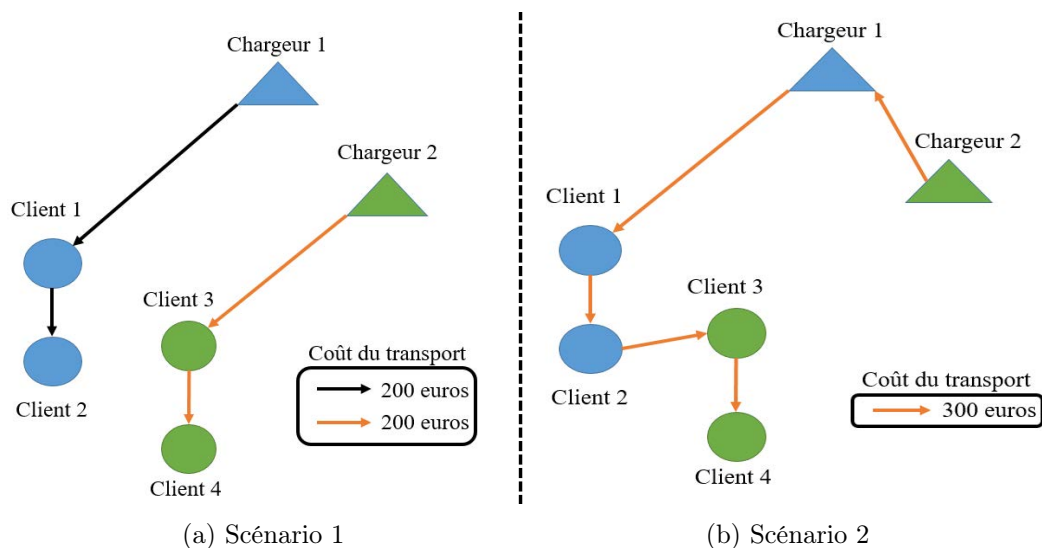 Chargeur 1
Chargeur 2
Client 1
Client 3
Client 2
Client 4
Coût du transport
200 euros
200 euros
(a) Scénario 1
Chargeur 1
Chargeur 2
Client 1
Client 3
Client 2
Client 4
Coût du transport
300 euros
(b) Scénario 2